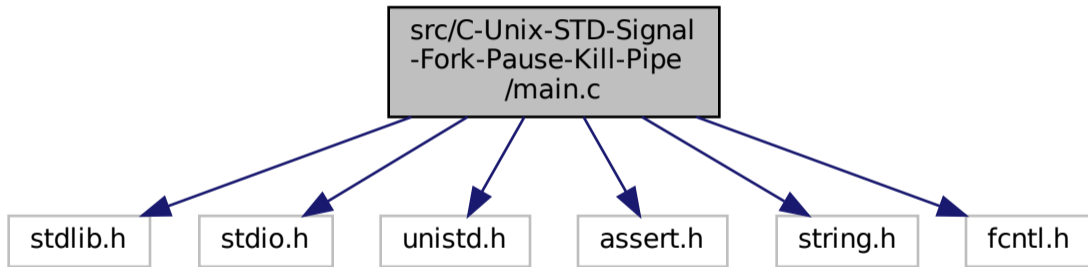 src/C-Unix-STD-Signal
-Fork-Pause-Kill-Pipe
/main.c
stdlib.h
stdio.h
unistd.h
assert.h
string.h
fcntl.h